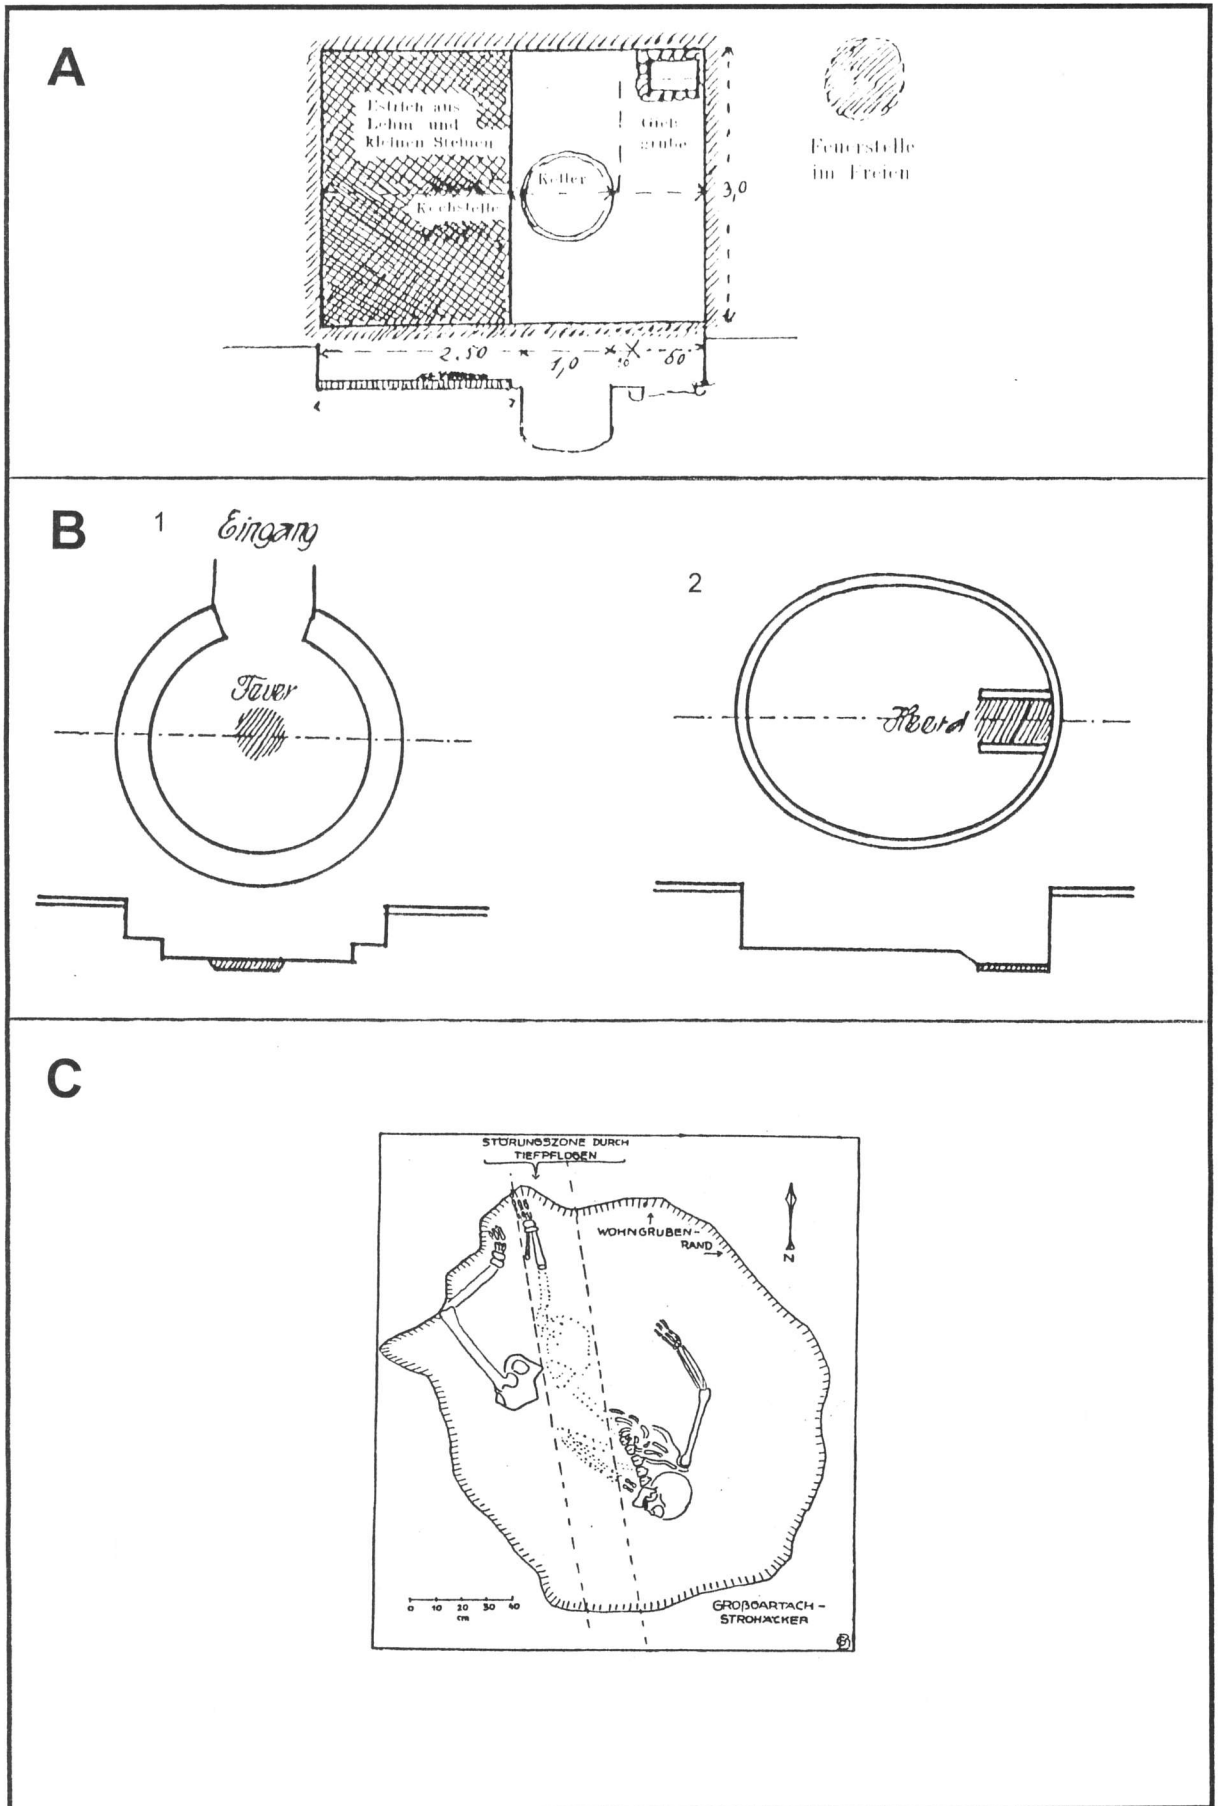 A
Estrich aus
Lehm und
kleinen Steinen
Kochstelle
Keller
Gieß
grube
3,0
Feuerstelle
im Freien
2.50
1,0
60
B
1
Eingang
Feuer
2
Heerd
C
STÖRUNGSZONE DURCH
TIEFPFLÜGEN
WOHNGRUBEN-
RAND
N
0 10 20 30 40
cm
GROßGARTACH-
STROHÄCKER